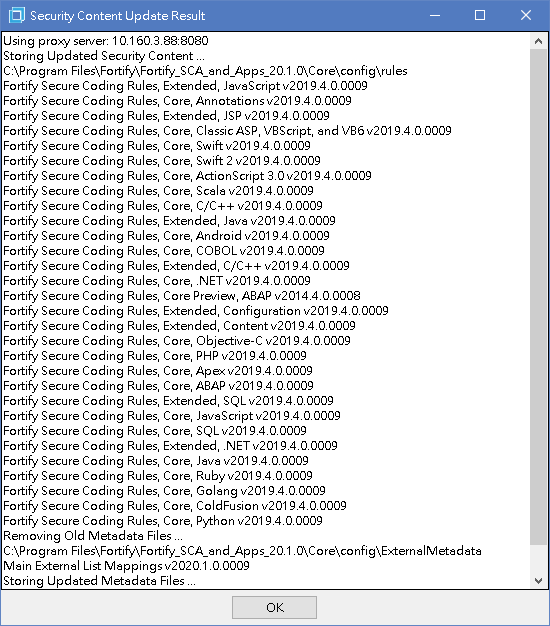 Security Content Update Result
Using proxy server: 10.160.3.88:8080
Storing Updated Security Content ...
C:\Program Files\Fortify\Fortify_SCA_and_Apps_20.1.0\Core\config\rules
Fortify Secure Coding Rules, Extended, JavaScript v2019.4.0.0009
Fortify Secure Coding Rules, Core, Annotations v2019.4.0.0009
Fortify Secure Coding Rules, Extended, JSP v2019.4.0.0009
Fortify Secure Coding Rules, Core, Classic ASP, VBScript, and VB6 v2019.4.0.0009
Fortify Secure Coding Rules, Core, Swift v2019.4.0.0009
Fortify Secure Coding Rules, Core, Swift 2 v2019.4.0.0009
Fortify Secure Coding Rules, Core, ActionScript 3.0 v2019.4.0.0009
Fortify Secure Coding Rules, Core, Scala v2019.4.0.0009
Fortify Secure Coding Rules, Core, C/C++ v2019.4.0.0009
Fortify Secure Coding Rules, Extended, Java v2019.4.0.0009
Fortify Secure Coding Rules, Core, Android v2019.4.0.0009
Fortify Secure Coding Rules, Core, COBOL v2019.4.0.0009
Fortify Secure Coding Rules, Extended, C/C++ v2019.4.0.0009
Fortify Secure Coding Rules, Core, .NET v2019.4.0.0009
Fortify Secure Coding Rules, Core Preview, ABAP v2014.4.0.0008
Fortify Secure Coding Rules, Extended, Configuration v2019.4.0.0009
Fortify Secure Coding Rules, Extended, Content v2019.4.0.0009
Fortify Secure Coding Rules, Core, Objective-C v2019.4.0.0009
Fortify Secure Coding Rules, Core, PHP v2019.4.0.0009
Fortify Secure Coding Rules, Core, Apex v2019.4.0.0009
Fortify Secure Coding Rules, Core, ABAP v2019.4.0.0009
Fortify Secure Coding Rules, Extended, SQL v2019.4.0.0009
Fortify Secure Coding Rules, Core, JavaScript v2019.4.0.0009
Fortify Secure Coding Rules, Core, SQL v2019.4.0.0009
Fortify Secure Coding Rules, Extended, .NET v2019.4.0.0009
Fortify Secure Coding Rules, Core, Java v2019.4.0.0009
Fortify Secure Coding Rules, Core, Ruby v2019.4.0.0009
Fortify Secure Coding Rules, Core, Golang v2019.4.0.0009
Fortify Secure Coding Rules, Core, ColdFusion v2019.4.0.0009
Fortify Secure Coding Rules, Core, Python v2019.4.0.0009
Removing Old Metadata Files ...
C:\Program Files\Fortify\Fortify_SCA_and_Apps_20.1.0\Core\config\ExternalMetadata
Main External List Mappings v2020.1.0.0009
Storing Updated Metadata Files ...
OK